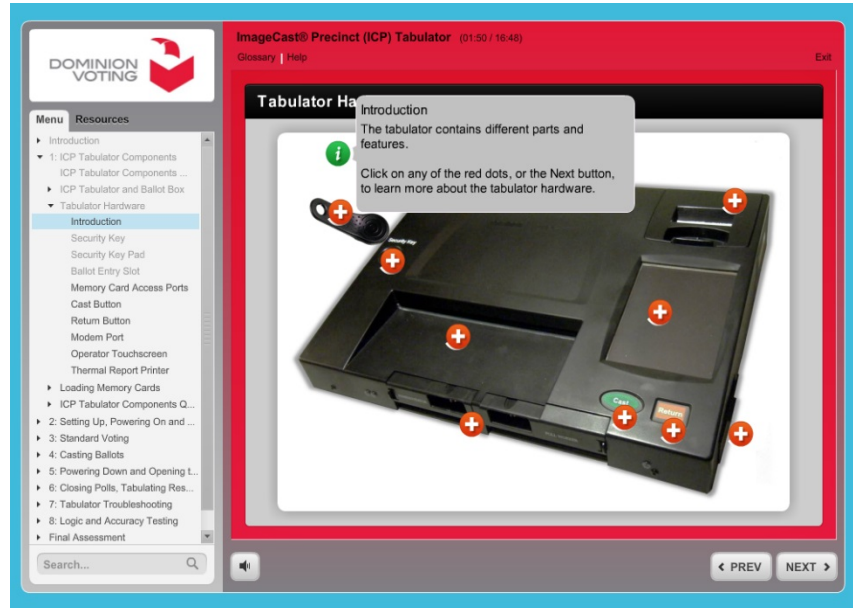 DOMINION
VOTING
ImageCast® Precinct (ICP) Tabulator (01:50 / 16:48)
Glossary | Help
Exit
Menu
Resources
Introduction
1: ICP Tabulator Components
ICP Tabulator Components ...
ICP Tabulator and Ballot Box
Tabulator Hardware
Introduction
Security Key
Security Key Pad
Ballot Entry Slot
Memory Card Access Ports
Cast Button
Return Button
Modem Port
Operator Touchscreen
Thermal Report Printer
Loading Memory Cards
ICP Tabulator Components Q...
2: Setting Up, Powering On and ...
3: Standard Voting
4: Casting Ballots
5: Powering Down and Opening t...
6: Closing Polls, Tabulating Res...
7: Tabulator Troubleshooting
8: Logic and Accuracy Testing
Final Assessment
Search...
Tabulator Ha
Introduction
The tabulator contains different parts and
features.
Click on any of the red dots, or the Next button,
to learn more about the tabulator hardware.
Security Key
Cast
Return
PREV
NEXT